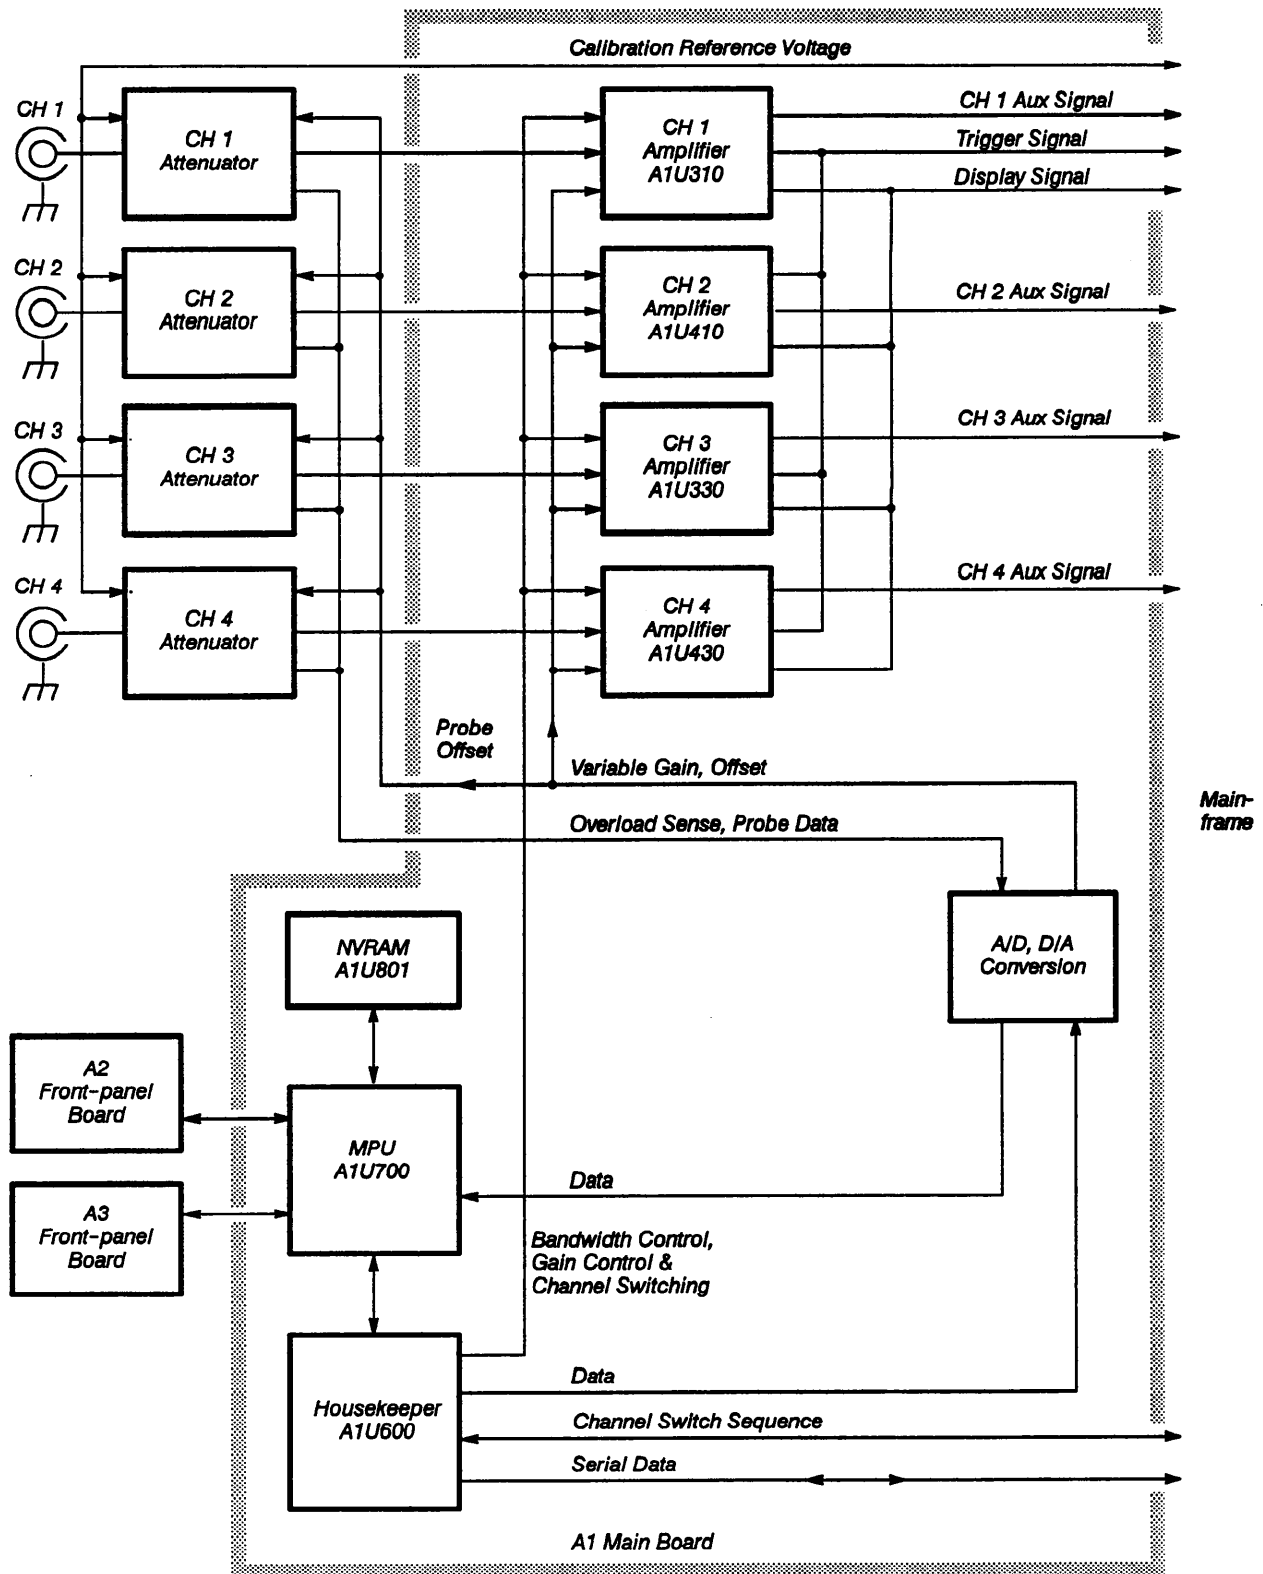 Calibration Reference Voltage
CH 1
CH 1
Attenuator
CH 1
Amplifier
A1U310
CH 1 Aux Signal
Trigger Signal
Display Signal
CH 2
CH 2
Attenuator
CH 2
Amplifier
A1U410
CH 2 Aux Signal
CH 3
CH 3
Attenuator
CH 3
Amplifier
A1U330
CH 3 Aux Signal
CH 4
CH 4
Attenuator
CH 4
Amplifier
A1U430
CH 4 Aux Signal
Probe
Offset
Variable Gain, Offset
Overload Sense, Probe Data
Main-
frame
NVRAM
A1U801
A/D, D/A
Conversion
A2
Front-panel
Board
MPU
A1U700
Data
A3
Front-panel
Board
Bandwidth Control,
Gain Control &
Channel Switching
Housekeeper
A1U600
Data
Channel Switch Sequence
Serial Data
A1 Main Board